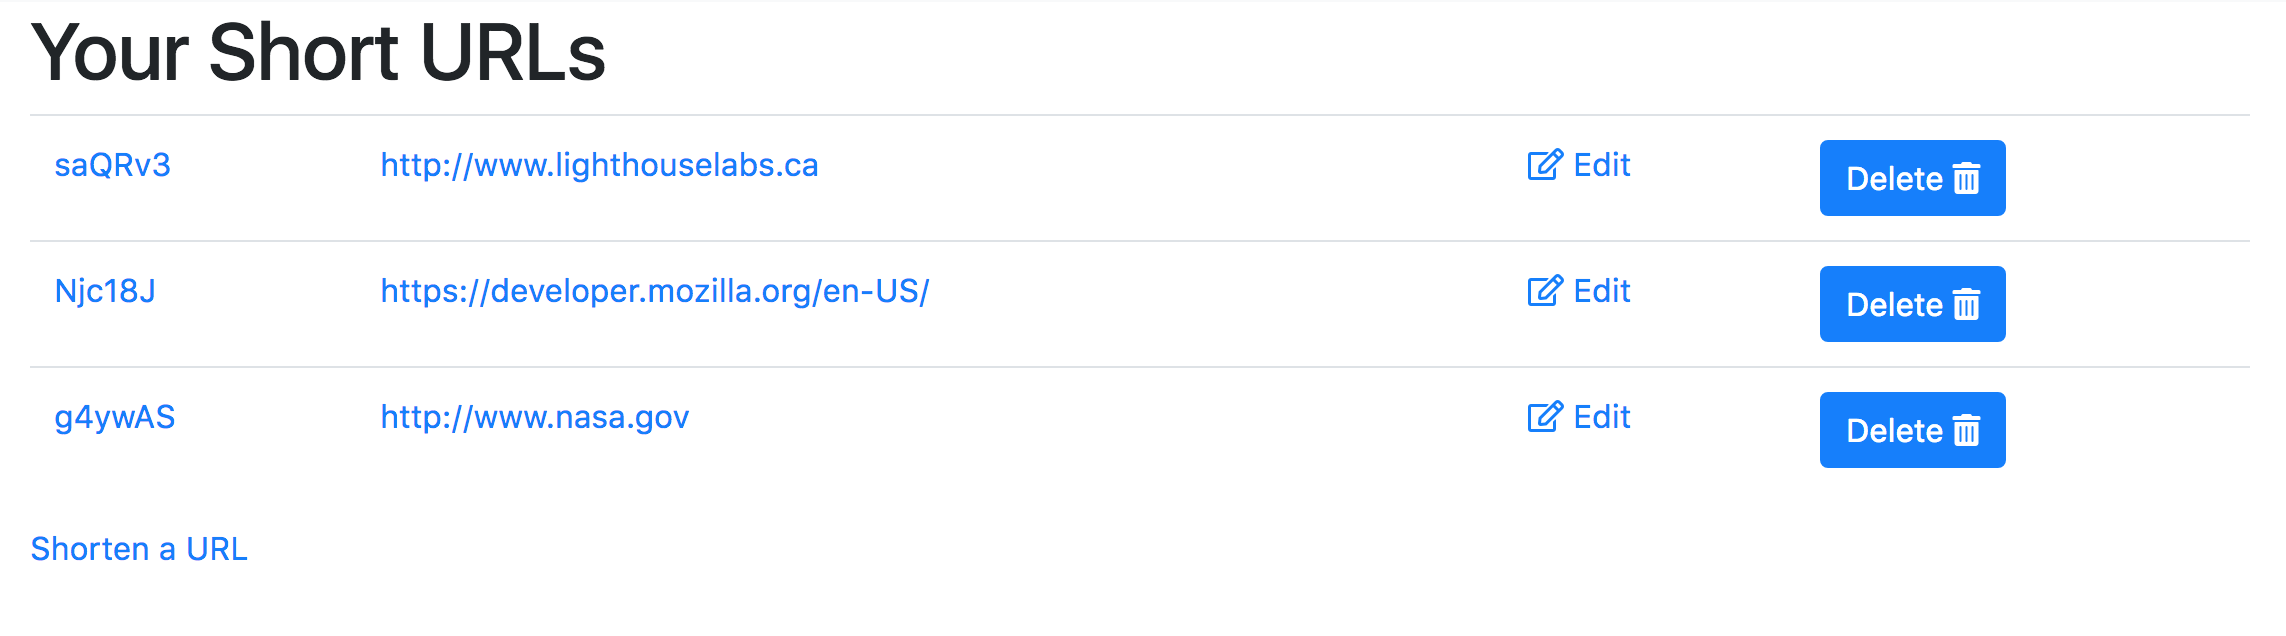 Your Short URLs
saQRv3 http://www.lighthouselabs.ca Edit Delete
Njc18J https://developer.mozilla.org/en-US/ Edit Delete
g4ywAS http://www.nasa.gov Edit Delete
Shorten a URL